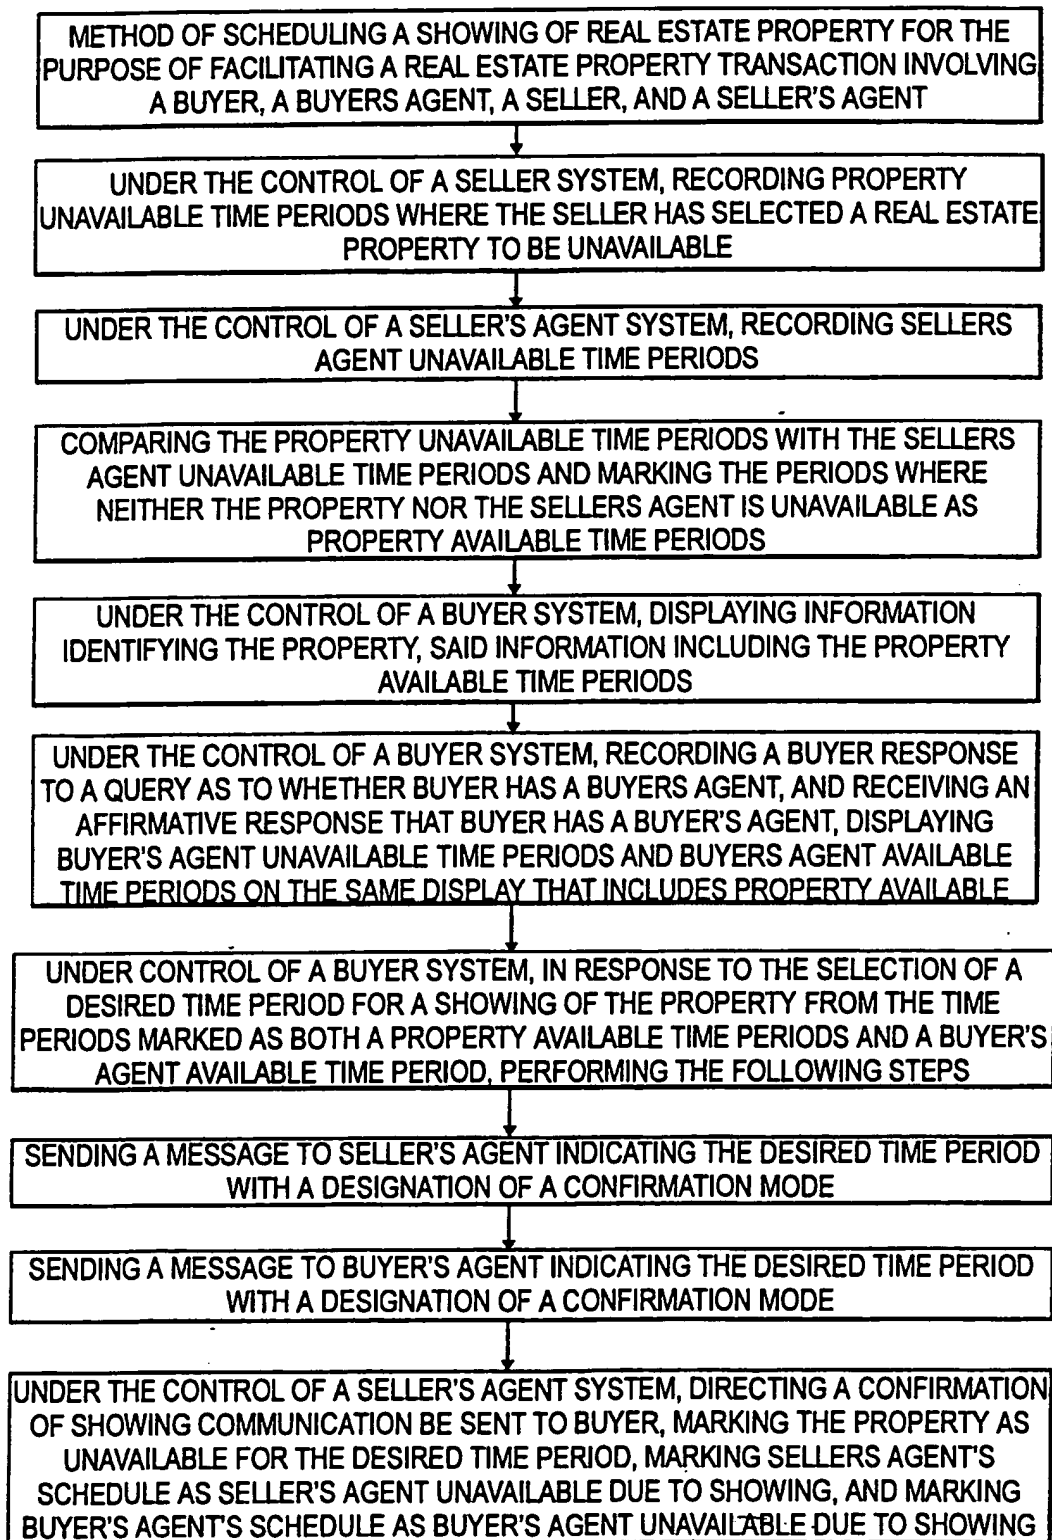 METHOD OF SCHEDULING A SHOWING OF REAL ESTATE PROPERTY FOR THE
PURPOSE OF FACILITATING A REAL ESTATE PROPERTY TRANSACTION INVOLVING
A BUYER, A BUYERS AGENT, A SELLER, AND A SELLER'S AGENT
UNDER THE CONTROL OF A SELLER SYSTEM, RECORDING PROPERTY
UNAVAILABLE TIME PERIODS WHERE THE SELLER HAS SELECTED A REAL ESTATE
PROPERTY TO BE UNAVAILABLE
UNDER THE CONTROL OF A SELLER'S AGENT SYSTEM, RECORDING SELLERS
AGENT UNAVAILABLE TIME PERIODS
COMPARING THE PROPERTY UNAVAILABLE TIME PERIODS WITH THE SELLERS
AGENT UNAVAILABLE TIME PERIODS AND MARKING THE PERIODS WHERE
NEITHER THE PROPERTY NOR THE SELLERS AGENT IS UNAVAILABLE AS
PROPERTY AVAILABLE TIME PERIODS
UNDER THE CONTROL OF A BUYER SYSTEM, DISPLAYING INFORMATION
IDENTIFYING THE PROPERTY, SAID INFORMATION INCLUDING THE PROPERTY
AVAILABLE TIME PERIODS
UNDER THE CONTROL OF A BUYER SYSTEM, RECORDING A BUYER RESPONSE
TO A QUERY AS TO WHETHER BUYER HAS A BUYERS AGENT, AND RECEIVING AN
AFFIRMATIVE RESPONSE THAT BUYER HAS A BUYER'S AGENT, DISPLAYING
BUYER'S AGENT UNAVAILABLE TIME PERIODS AND BUYERS AGENT AVAILABLE
TIME PERIODS ON THE SAME DISPLAY THAT INCLUDES PROPERTY AVAILABLE
UNDER CONTROL OF A BUYER SYSTEM, IN RESPONSE TO THE SELECTION OF A
DESIRED TIME PERIOD FOR A SHOWING OF THE PROPERTY FROM THE TIME
PERIODS MARKED AS BOTH A PROPERTY AVAILABLE TIME PERIODS AND A BUYER'S
AGENT AVAILABLE TIME PERIOD, PERFORMING THE FOLLOWING STEPS
SENDING A MESSAGE TO SELLER'S AGENT INDICATING THE DESIRED TIME PERIOD
WITH A DESIGNATION OF A CONFIRMATION MODE
SENDING A MESSAGE TO BUYER'S AGENT INDICATING THE DESIRED TIME PERIOD
WITH A DESIGNATION OF A CONFIRMATION MODE
UNDER THE CONTROL OF A SELLER'S AGENT SYSTEM, DIRECTING A CONFIRMATION
OF SHOWING COMMUNICATION BE SENT TO BUYER, MARKING THE PROPERTY AS
UNAVAILABLE FOR THE DESIRED TIME PERIOD, MARKING SELLERS AGENT'S
SCHEDULE AS SELLER'S AGENT UNAVAILABLE DUE TO SHOWING, AND MARKING
BUYER'S AGENT'S SCHEDULE AS BUYER'S AGENT UNAVAILABLE DUE TO SHOWING